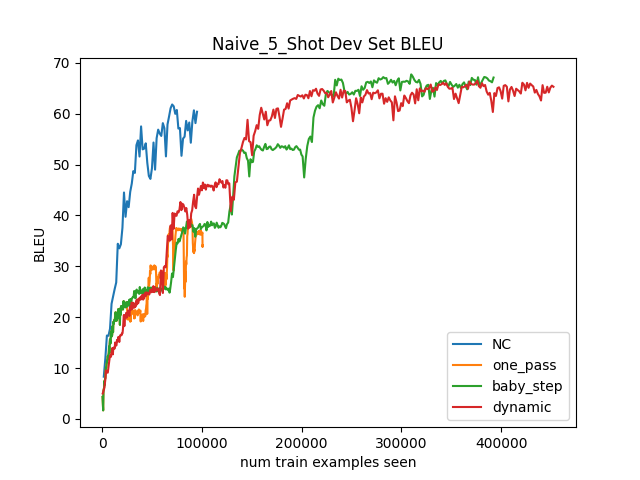 Naive_5_Shot Dev Set BLEU
70
60
50
40
30
20
10
0
BLEU
0
100000
200000
300000
400000
num train examples seen
NC
one_pass
baby_step
dynamic